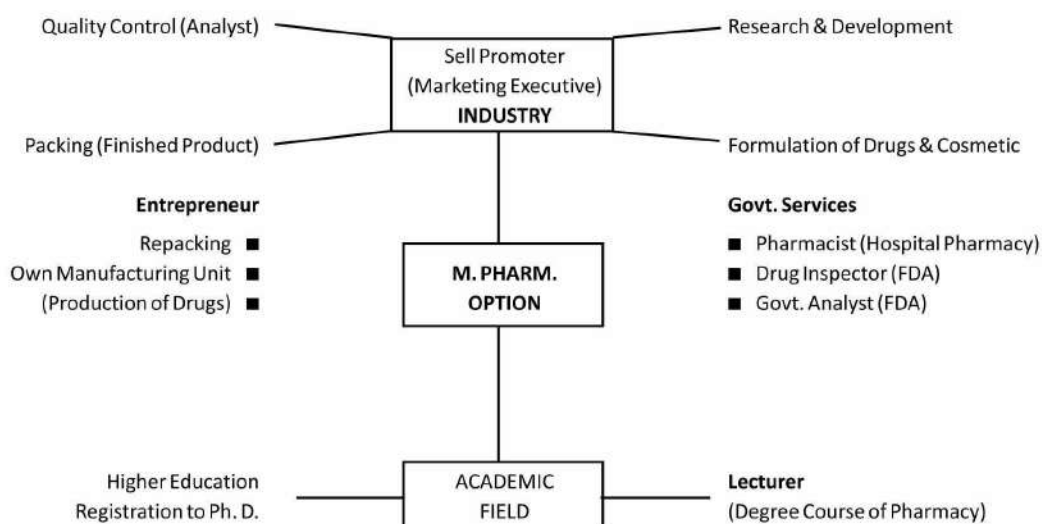 Quality Control (Analyst)
Research & Development
Sell Promoter
(Marketing Executive)
INDUSTRY
Packing (Finished Product)
Formulation of Drugs & Cosmetic
Entrepreneur
Repacking ■
Own Manufacturing Unit ■
(Production of Drugs) ■
M. PHARM.
OPTION
Govt. Services
■ Pharmacist (Hospital Pharmacy)
■ Drug Inspector (FDA)
■ Govt. Analyst (FDA)
Higher Education
Registration to Ph. D.
ACADEMIC
FIELD
Lecturer
(Degree Course of Pharmacy)